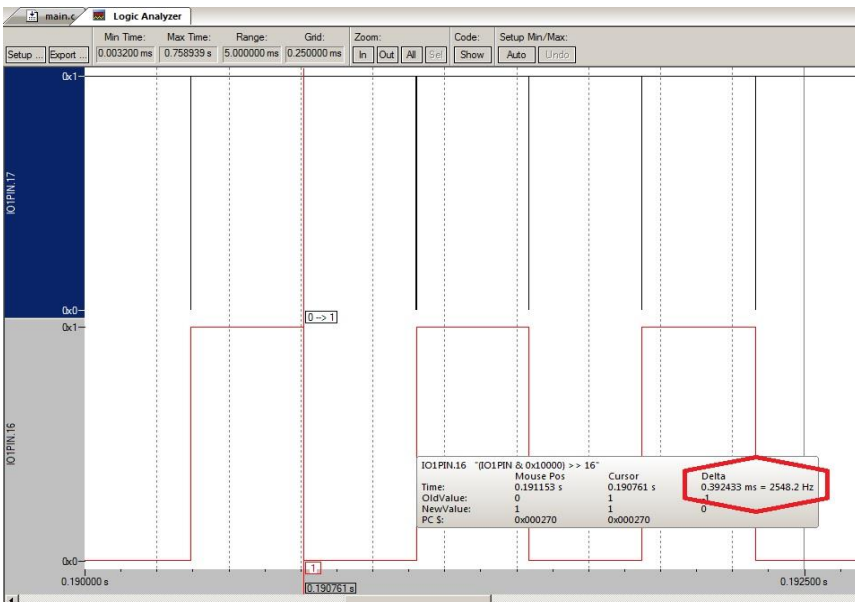 main.c Logic Analyzer
Min Time: Max Time: Range: Grid: Zoom: Code: Setup Min/Max:
Setup ... Export ... 0.003200 ms 0.758939 s 5.000000 ms 0.250000 ms In Out All Sel Show Auto Undo
0x1
IO1PIN.17
0x0
0 --> 1
0x1
IO1PIN.16
IO1PIN.16 "(IO1PIN & 0x10000) >> 16"
Mouse Pos Cursor Delta
Time: 0.191153 s 0.190761 s 0.392433 ms = 2548.2 Hz
OldValue: 0 1 -1
NewValue: 1 1 0
PC $: 0x000270 0x000270
0x0
1
0.190000 s 0.190761 s 0.192500 s